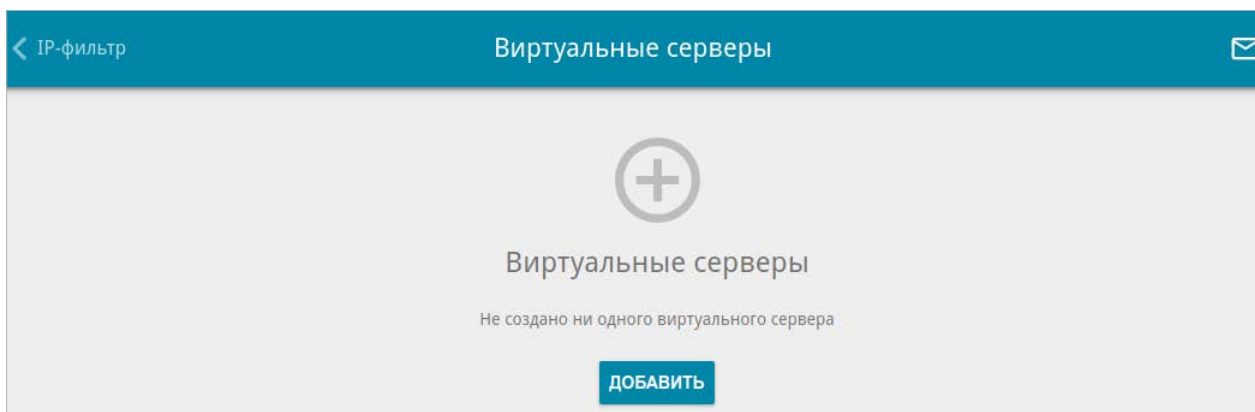 IP-фильтр
Виртуальные серверы
Виртуальные серверы
Не создано ни одного виртуального сервера
ДОБАВИТЬ